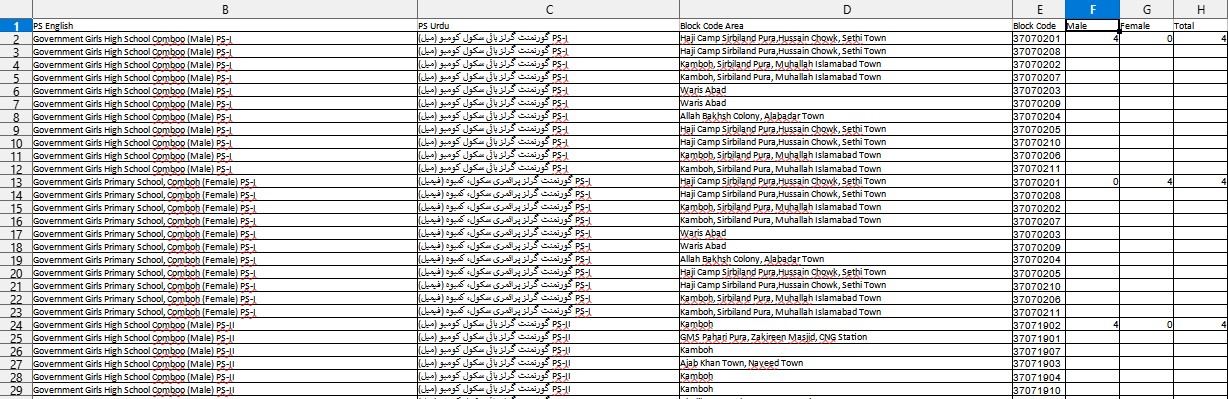 B C D E F G H
1 PS English PS Urdu Block Code Area Block Code Male Female Total
2 Government Girls High School Comboo (Male) PS-I گورنمنٹ گرلز ہائی سکول کومبو (میل) PS-I Haji Camp Sirbiland Pura,Hussain Chowk, Sethi Town 37070201 4 0 4
3 Government Girls High School Comboo (Male) PS-I گورنمنٹ گرلز ہائی سکول کومبو (میل) PS-I Haji Camp Sirbiland Pura,Hussain Chowk, Sethi Town 37070208
4 Government Girls High School Comboo (Male) PS-I گورنمنٹ گرلز ہائی سکول کومبو (میل) PS-I Kamboh, Sirbiland Pura, Muhallah Islamabad Town 37070202
5 Government Girls High School Comboo (Male) PS-I گورنمنٹ گرلز ہائی سکول کومبو (میل) PS-I Kamboh, Sirbiland Pura, Muhallah Islamabad Town 37070207
6 Government Girls High School Comboo (Male) PS-I گورنمنٹ گرلز ہائی سکول کومبو (میل) PS-I Waris Abad 37070203
7 Government Girls High School Comboo (Male) PS-I گورنمنٹ گرلز ہائی سکول کومبو (میل) PS-I Waris Abad 37070209
8 Government Girls High School Comboo (Male) PS-I گورنمنٹ گرلز ہائی سکول کومبو (میل) PS-I Allah Bakhsh Colony, Alabadar Town 37070204
9 Government Girls High School Comboo (Male) PS-I گورنمنٹ گرلز ہائی سکول کومبو (میل) PS-I Haji Camp Sirbiland Pura,Hussain Chowk, Sethi Town 37070205
10 Government Girls High School Comboo (Male) PS-I گورنمنٹ گرلز ہائی سکول کومبو (میل) PS-I Haji Camp Sirbiland Pura,Hussain Chowk, Sethi Town 37070210
11 Government Girls High School Comboo (Male) PS-I گورنمنٹ گرلز ہائی سکول کومبو (میل) PS-I Kamboh, Sirbiland Pura, Muhallah Islamabad Town 37070206
12 Government Girls High School Comboo (Male) PS-I گورنمنٹ گرلز ہائی سکول کومبو (میل) PS-I Kamboh, Sirbiland Pura, Muhallah Islamabad Town 37070211
13 Government Girls Primary School, Comboh (Female) PS-I گورنمنٹ گرلز پرائمری سکول، کمبوہ (فیمیل) PS-I Haji Camp Sirbiland Pura,Hussain Chowk, Sethi Town 37070201 0 4 4
14 Government Girls Primary School, Comboh (Female) PS-I گورنمنٹ گرلز پرائمری سکول، کمبوہ (فیمیل) PS-I Haji Camp Sirbiland Pura,Hussain Chowk, Sethi Town 37070208
15 Government Girls Primary School, Comboh (Female) PS-I گورنمنٹ گرلز پرائمری سکول، کمبوہ (فیمیل) PS-I Kamboh, Sirbiland Pura, Muhallah Islamabad Town 37070202
16 Government Girls Primary School, Comboh (Female) PS-I گورنمنٹ گرلز پرائمری سکول، کمبوہ (فیمیل) PS-I Kamboh, Sirbiland Pura, Muhallah Islamabad Town 37070207
17 Government Girls Primary School, Comboh (Female) PS-I گورنمنٹ گرلز پرائمری سکول، کمبوہ (فیمیل) PS-I Waris Abad 37070203
18 Government Girls Primary School, Comboh (Female) PS-I گورنمنٹ گرلز پرائمری سکول، کمبوہ (فیمیل) PS-I Waris Abad 37070209
19 Government Girls Primary School, Comboh (Female) PS-I گورنمنٹ گرلز پرائمری سکول، کمبوہ (فیمیل) PS-I Allah Bakhsh Colony, Alabadar Town 37070204
20 Government Girls Primary School, Comboh (Female) PS-I گورنمنٹ گرلز پرائمری سکول، کمبوہ (فیمیل) PS-I Haji Camp Sirbiland Pura,Hussain Chowk, Sethi Town 37070205
21 Government Girls Primary School, Comboh (Female) PS-I گورنمنٹ گرلز پرائمری سکول، کمبوہ (فیمیل) PS-I Haji Camp Sirbiland Pura,Hussain Chowk, Sethi Town 37070210
22 Government Girls Primary School, Comboh (Female) PS-I گورنمنٹ گرلز پرائمری سکول، کمبوہ (فیمیل) PS-I Kamboh, Sirbiland Pura, Muhallah Islamabad Town 37070206
23 Government Girls Primary School, Comboh (Female) PS-I گورنمنٹ گرلز پرائمری سکول، کمبوہ (فیمیل) PS-I Kamboh, Sirbiland Pura, Muhallah Islamabad Town 37070211
24 Government Girls High School Comboo (Male) PS-II گورنمنٹ گرلز ہائی سکول کومبو (میل) PS-II Kamboh 37071902 4 0 4
25 Government Girls High School Comboo (Male) PS-II گورنمنٹ گرلز ہائی سکول کومبو (میل) PS-II GMS Pahari Pura, Zakireen Masjid, CNG Station 37071901
26 Government Girls High School Comboo (Male) PS-II گورنمنٹ گرلز ہائی سکول کومبو (میل) PS-II Kamboh 37071907
27 Government Girls High School Comboo (Male) PS-II گورنمنٹ گرلز ہائی سکول کومبو (میل) PS-II Ajab Khan Town, Naveed Town 37071903
28 Government Girls High School Comboo (Male) PS-II گورنمنٹ گرلز ہائی سکول کومبو (میل) PS-II Kamboh 37071904
29 Government Girls High School Comboo (Male) PS-II گورنمنٹ گرلز ہائی سکول کومبو (میل) PS-II Kamboh 37071910